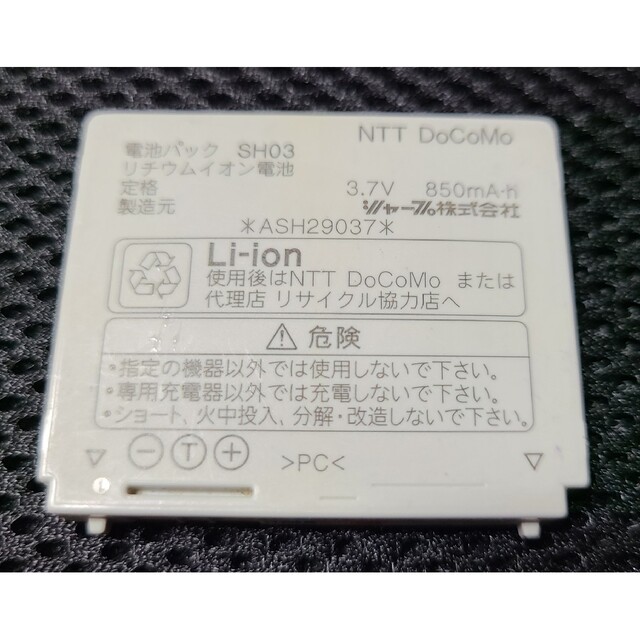 NTT DoCoMo
電池パック SH03
リチウムイオン電池
定格 3.7V 850mA・h
製造元 シャープ株式会社
*ASH29037*
Li-ion
使用後はNTT DoCoMo または
代理店 リサイクル協力店へ
⚠ 危険
・指定の機器以外では使用しないで下さい。
・専用充電器以外では充電しないで下さい。
・ショート、火中投入、分解・改造しないで下さい。
▽ ⊖ Ⓣ ⊕ >PC< ▽